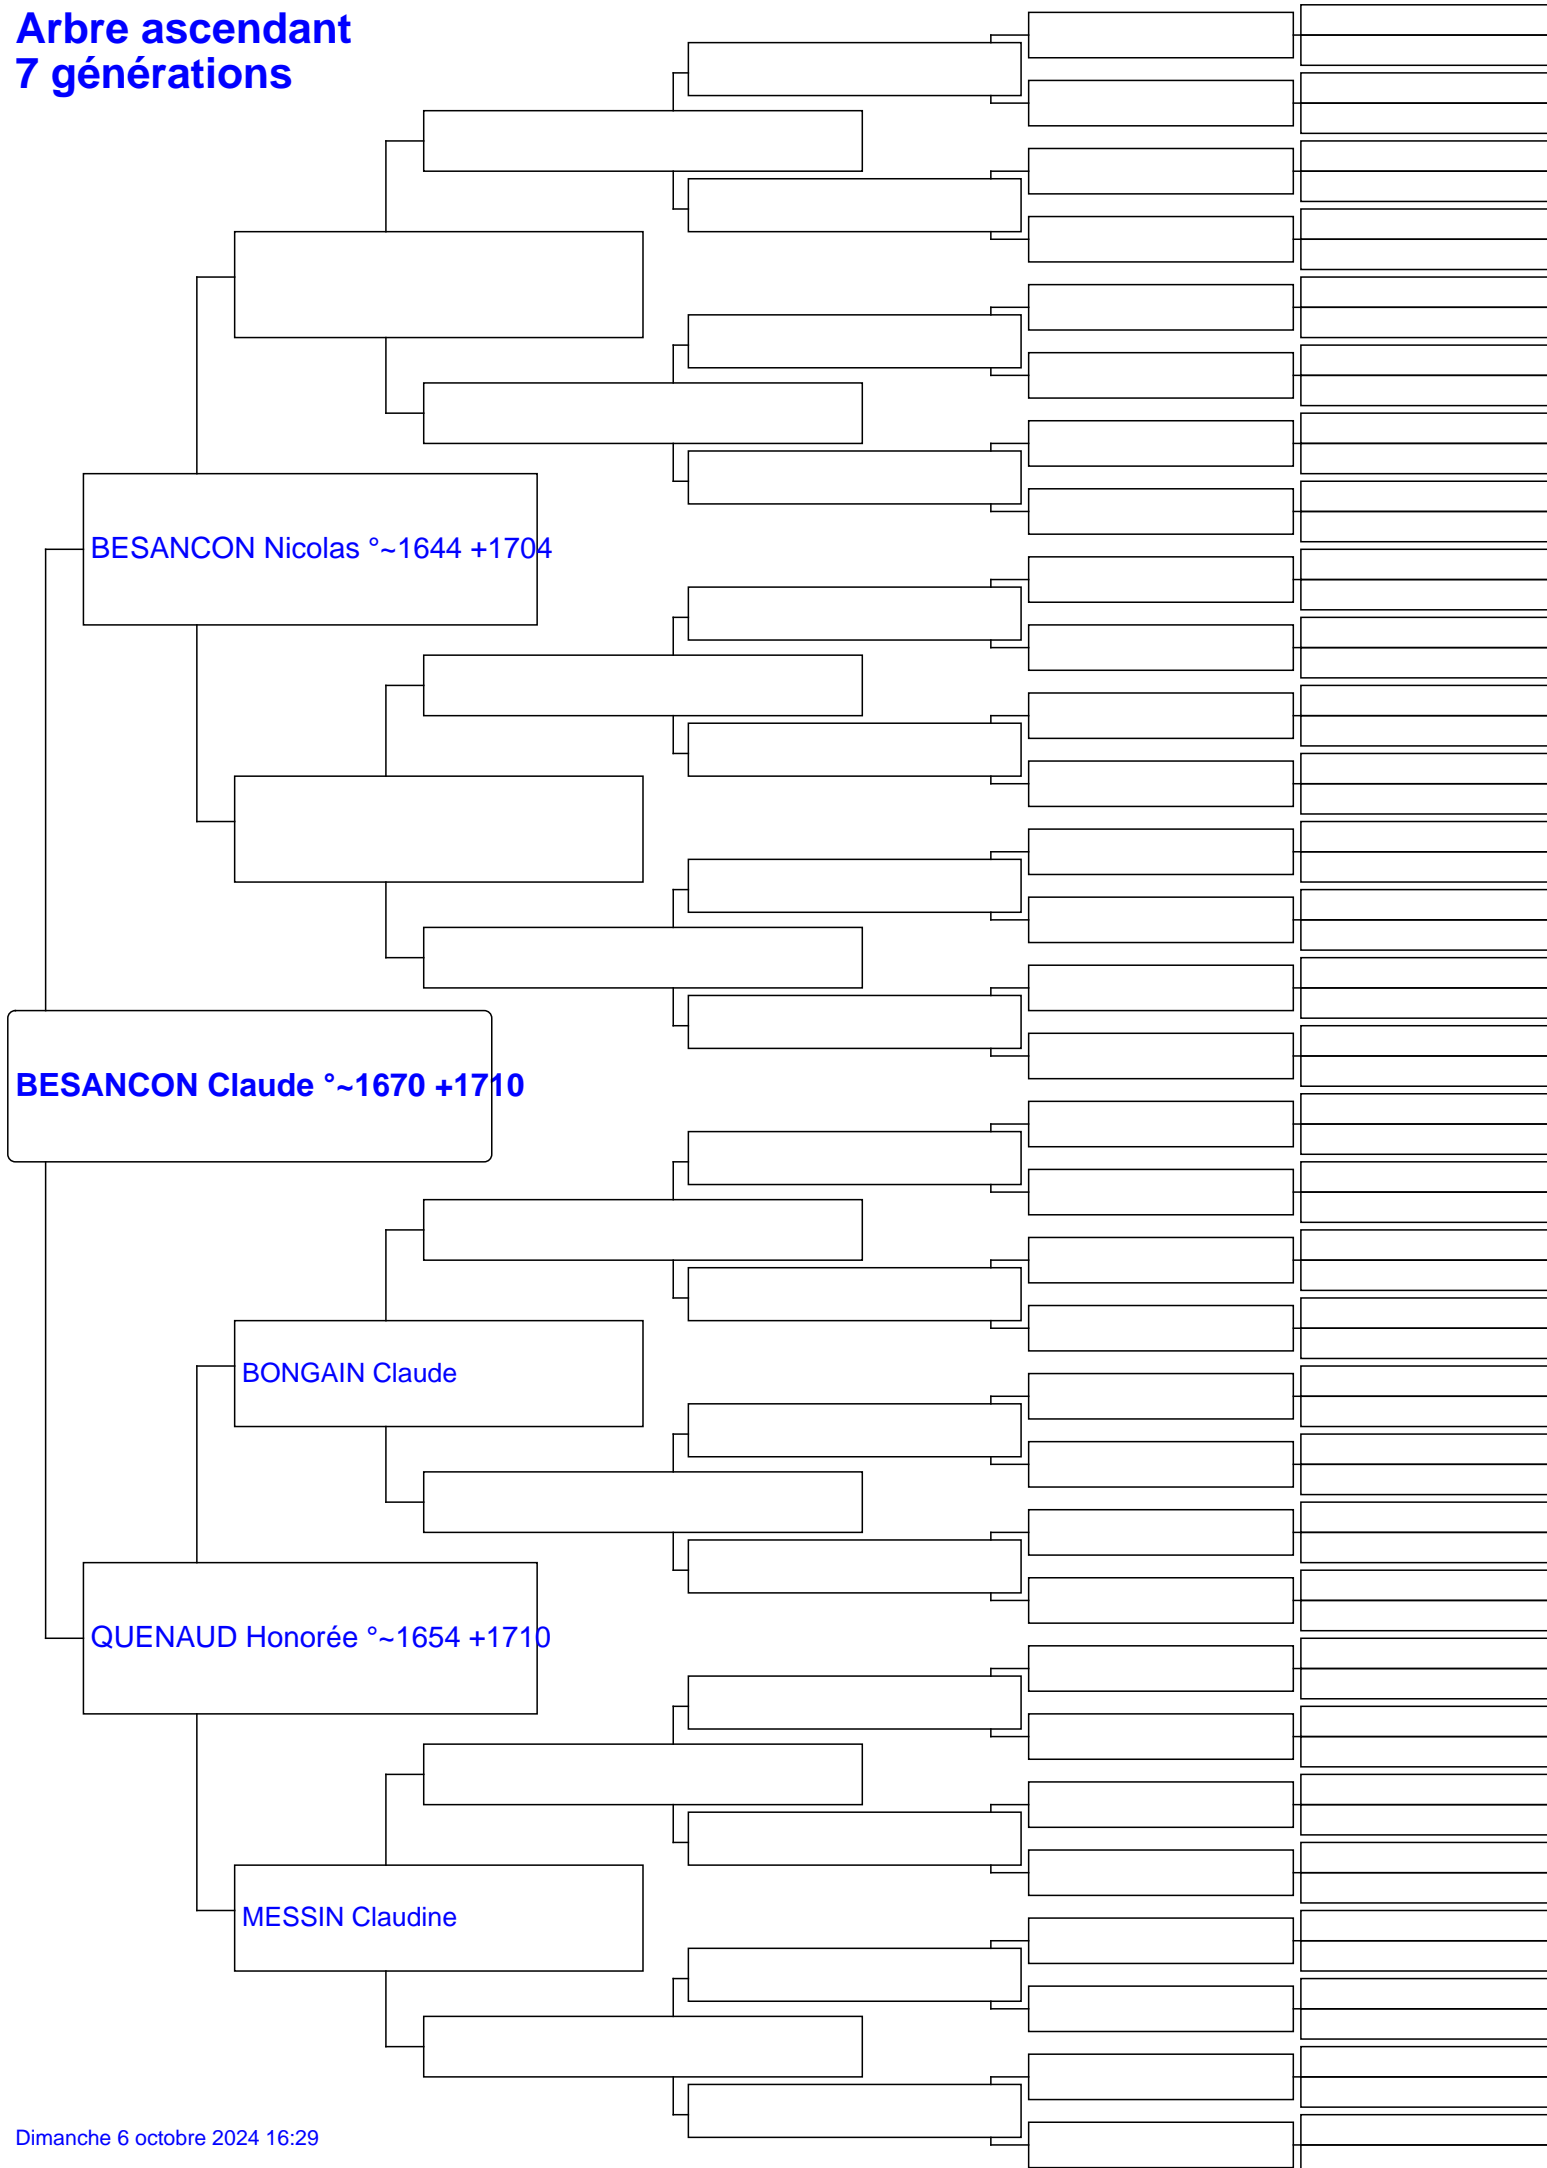 Arbre ascendant
7 générations
BESANCON Nicolas °~1644 +1704
BESANCON Claude °~1670 +1710
BONGAIN Claude
QUENAUD Honorée °~1654 +1710
MESSIN Claudine
Dimanche 6 octobre 2024 16:29